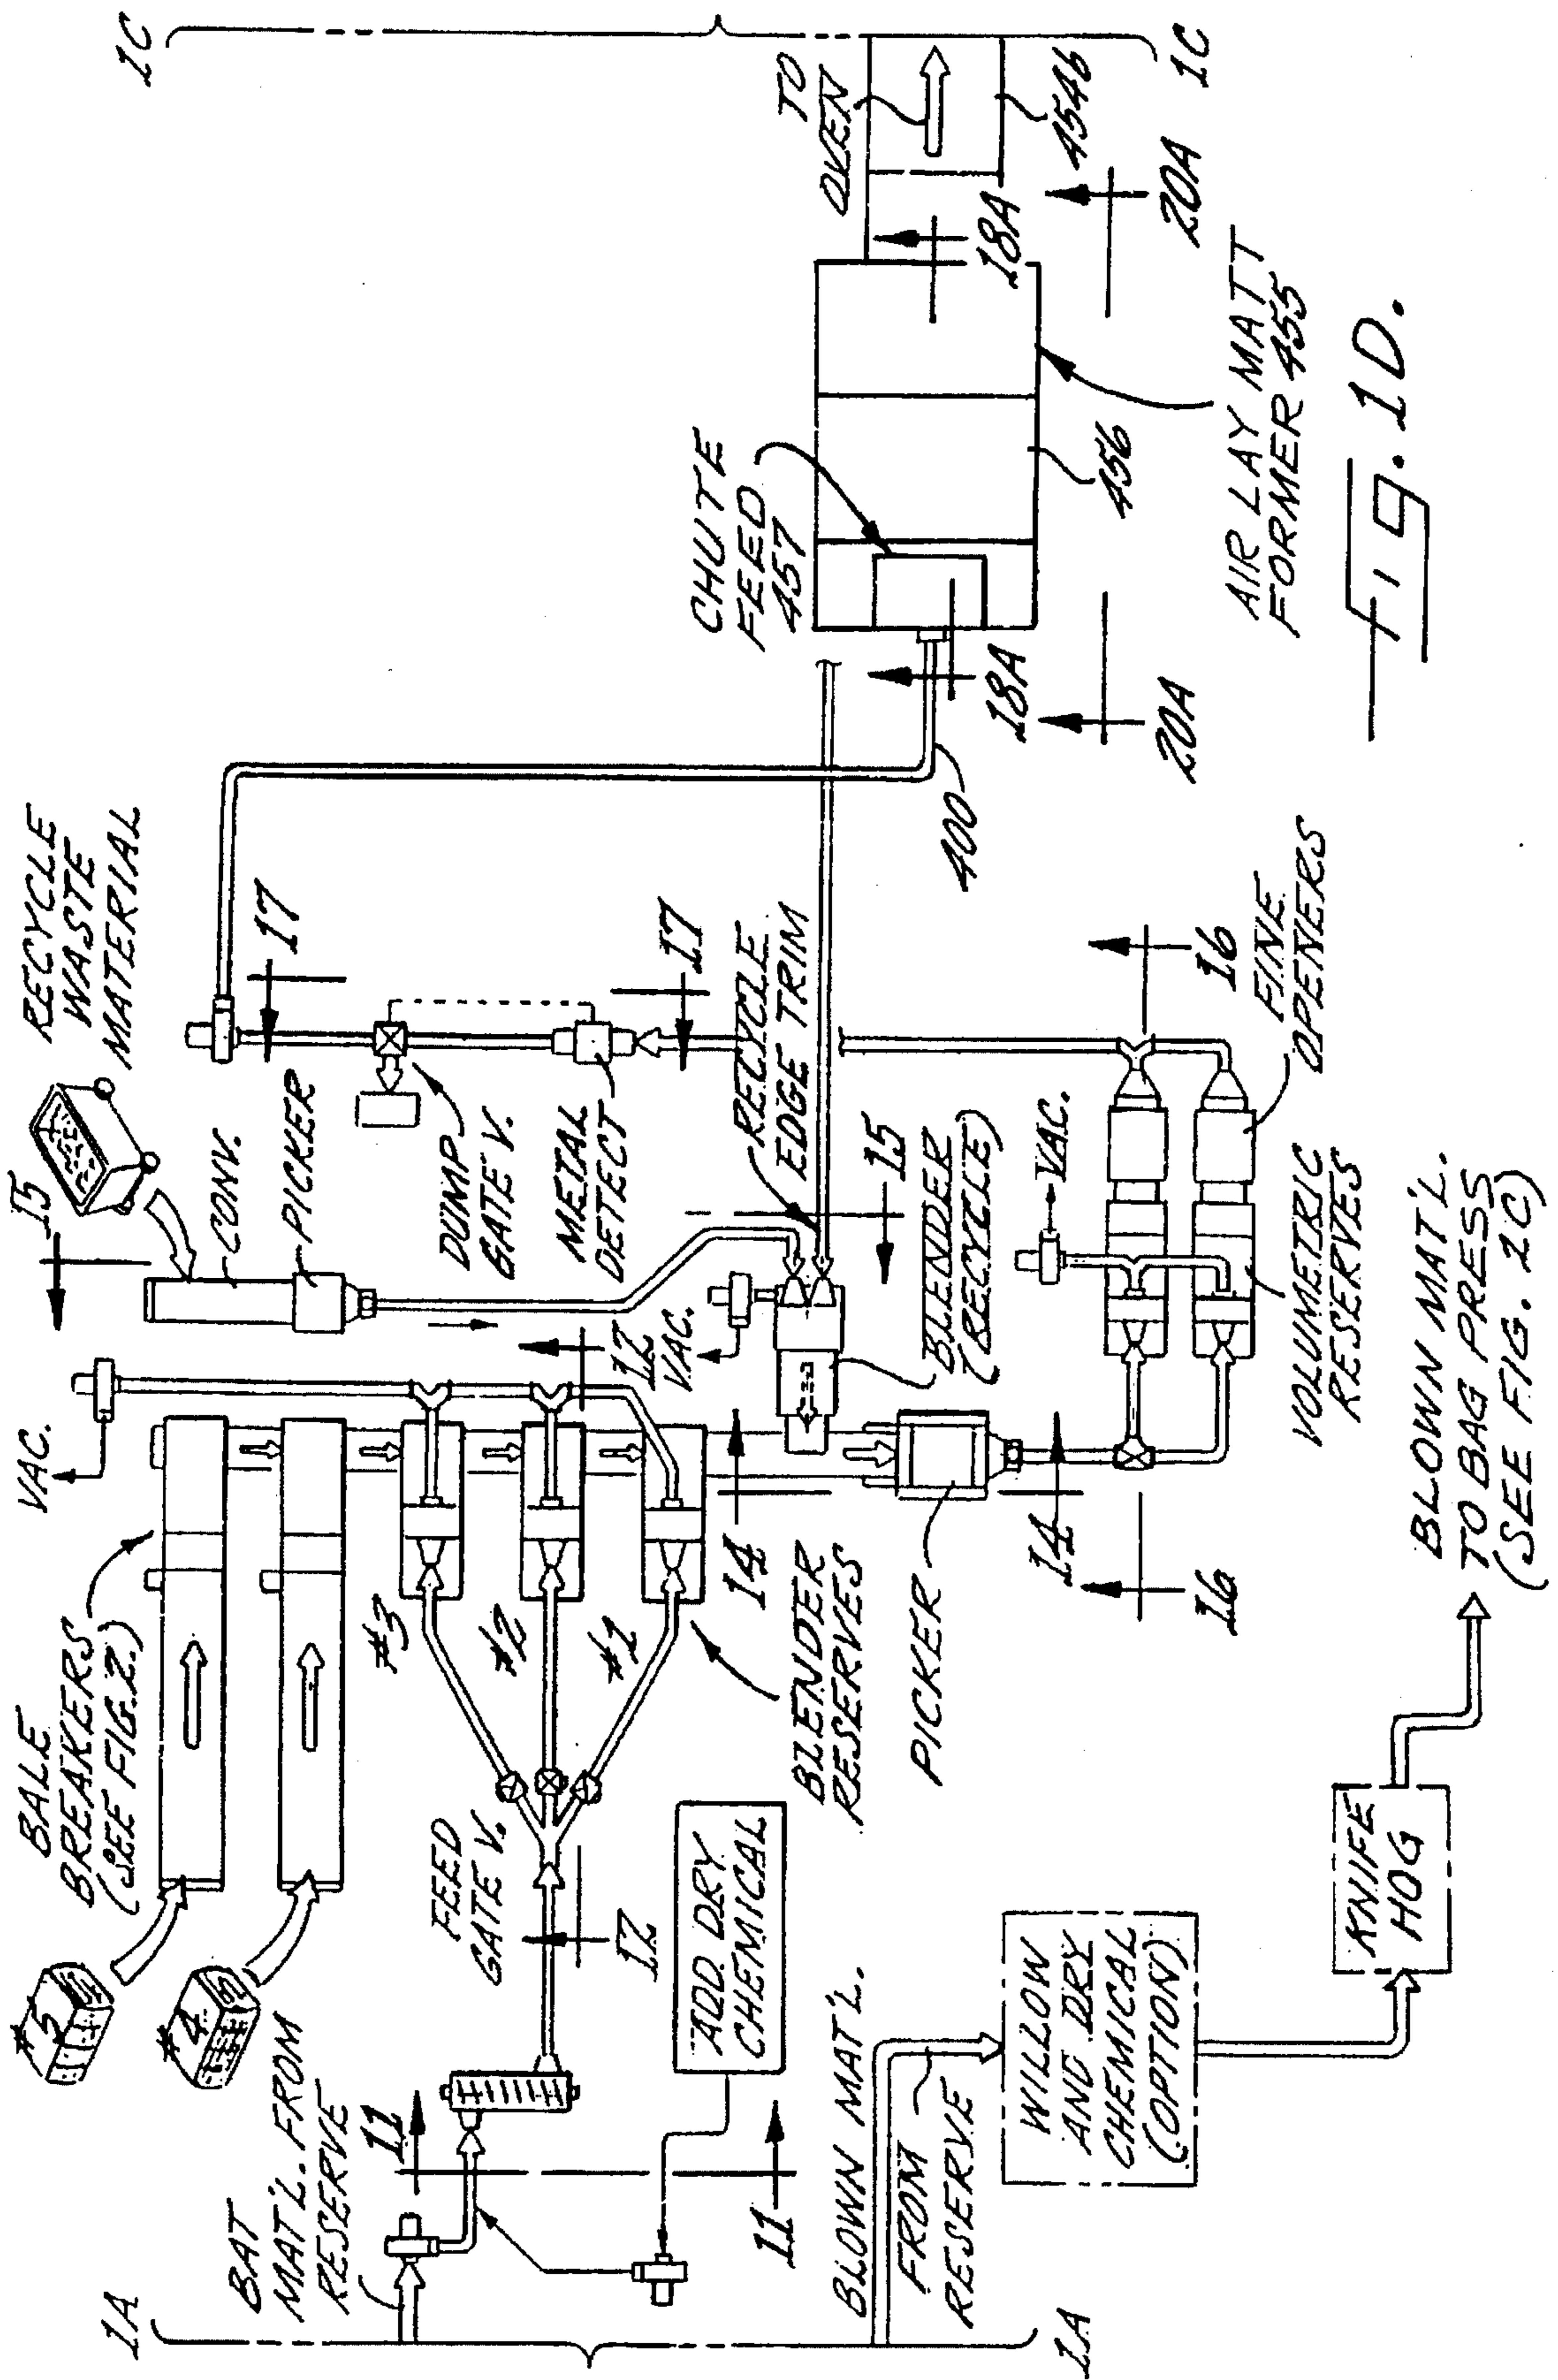 1A
1A
BAT
MAT'L. FROM
RESERVE
11
11
BLOWN MAT'L.
FROM
RESERVE
#5
#4
BALE
BREAKERS
(SEE FIG. 2.)
FEED
GATE V.
12
12
ADD DRY
CHEMICAL
WILLOW
AND DRY
CHEMICAL
(OPTION)
KNIFE
HOG
BLOWN MAT'L.
TO BAG PRESS
(SEE FIG. 2C)
#3
#2
#1
BLENDER
RESERVES
VAC.
14
14
PICKER
16
16
15
15
RECYCLE
WASTE
MATERIAL
CONV.
PICKER
VAC.
BLENDER
(RECYCLE)
VAC.
VOLUMETRIC
RESERVES
FINE
OPENERS
DUMP
GATE V.
METAL
DETECT
RECYCLE
EDGE TRIM
17
17
400
CHUTE
FEED
457
18A
18A
20A
20A
456
AIR LAY MATT
FORMER 455
TO
OVEN
454b
1C
1C
Fig. 1D.